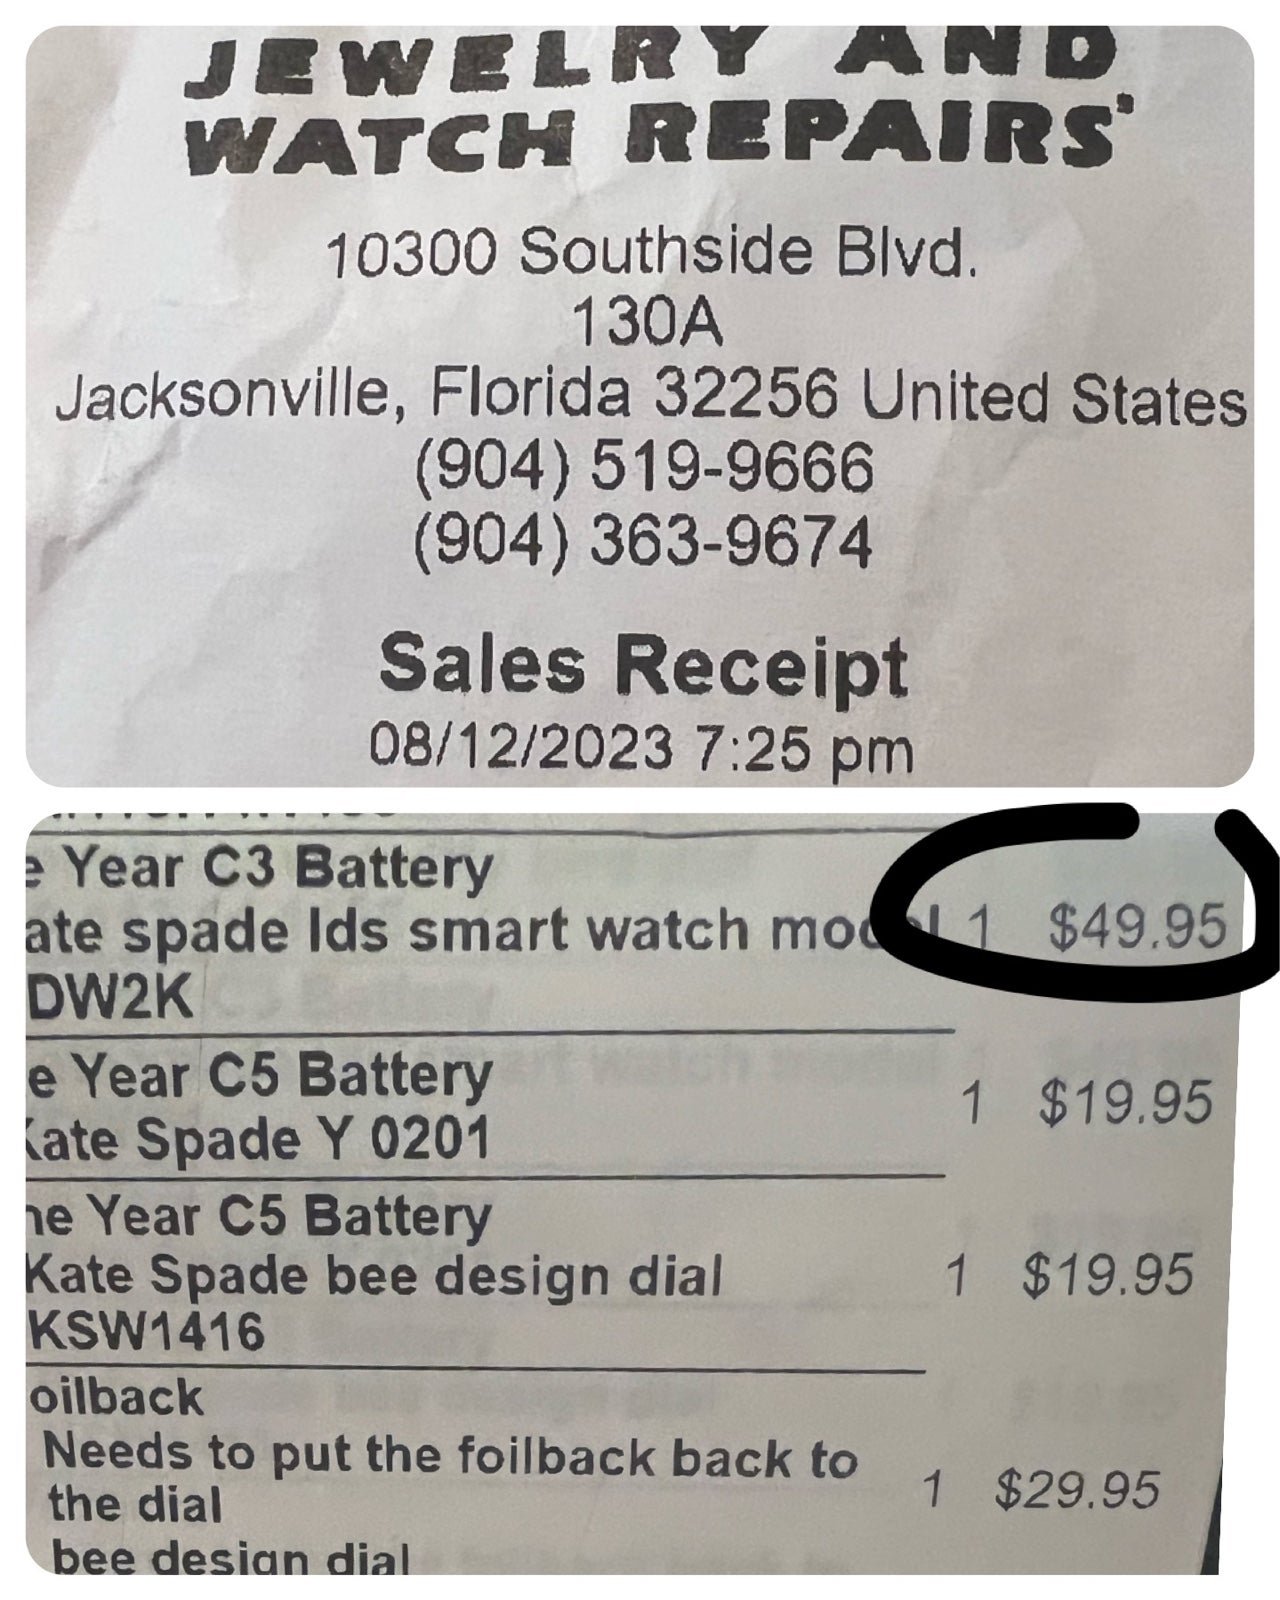 JEWELRY AND
WATCH REPAIRS'
10300 Southside Blvd.
130A
Jacksonville, Florida 32256 United States
(904) 519-9666
(904) 363-9674
Sales Receipt
08/12/2023 7:25 pm
e Year C3 Battery
ate spade lds smart watch model 1 $49.95
DW2K
e Year C5 Battery
Kate Spade Y 0201 1 $19.95
ne Year C5 Battery
Kate Spade bee design dial 1 $19.95
KSW1416
oilback
Needs to put the foilback back to
the dial 1 $29.95
bee design dial